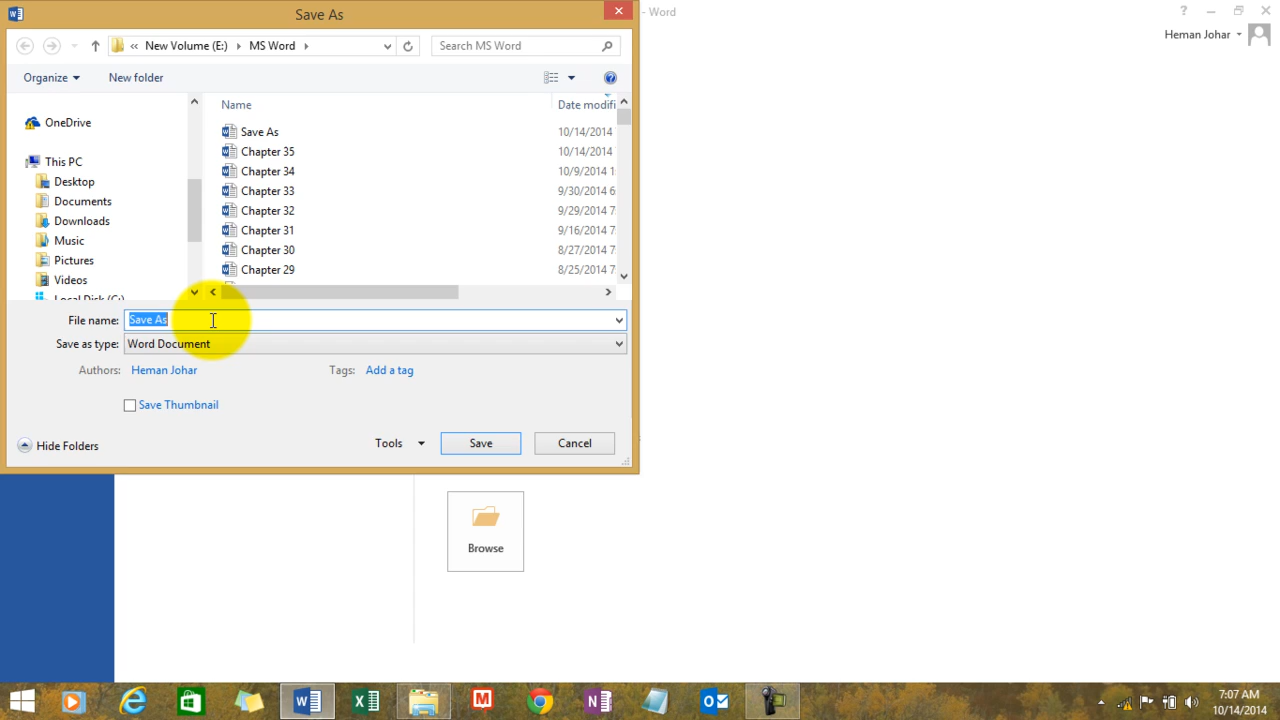 Save As
- Word
Heman Johar
« New Volume (E:) MS Word
Search MS Word
Organize
New folder
Name
Date modifi
OneDrive
This PC
Desktop
Documents
Downloads
Music
Pictures
Videos
Local Disk (C:)
Save As 10/14/2014
Chapter 35 10/14/2014
Chapter 34 10/9/2014 1
Chapter 33 9/30/2014 6
Chapter 32 9/29/2014 7
Chapter 31 9/16/2014 7
Chapter 30 8/27/2014 7
Chapter 29 8/25/2014 7
File name: Save As
Save as type: Word Document
Authors: Heman Johar
Tags: Add a tag
Save Thumbnail
Hide Folders
Tools
Save
Cancel
Browse
7:07 AM
10/14/2014